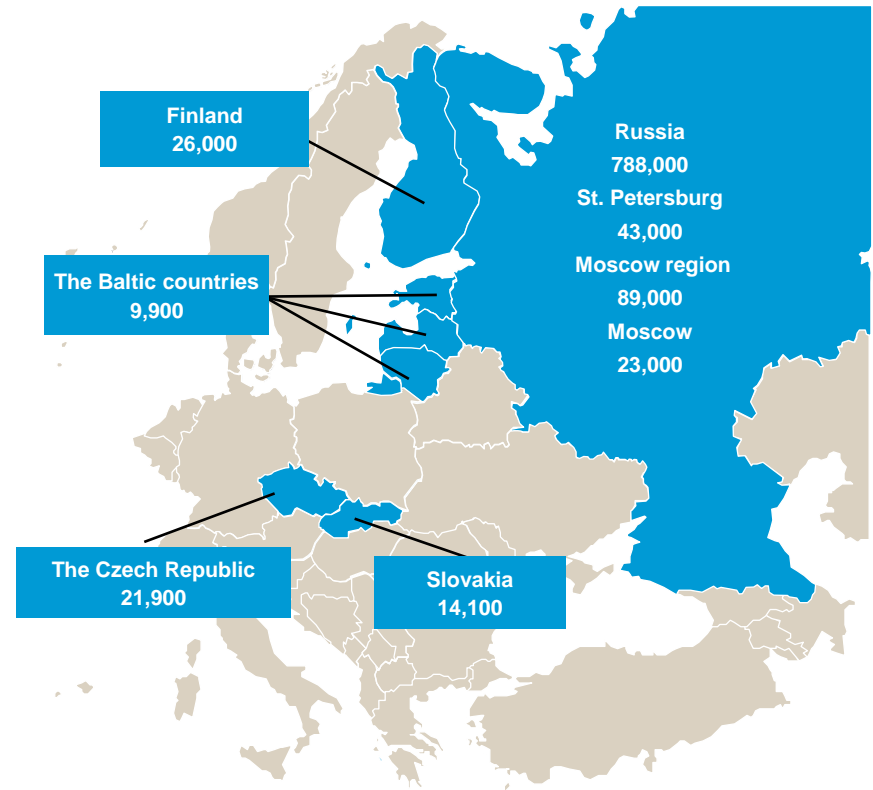 Finland
26,000
Russia
788,000
St. Petersburg
43,000
Moscow region
89,000
Moscow
23,000
The Baltic countries
9,900
The Czech Republic
21,900
Slovakia
14,100